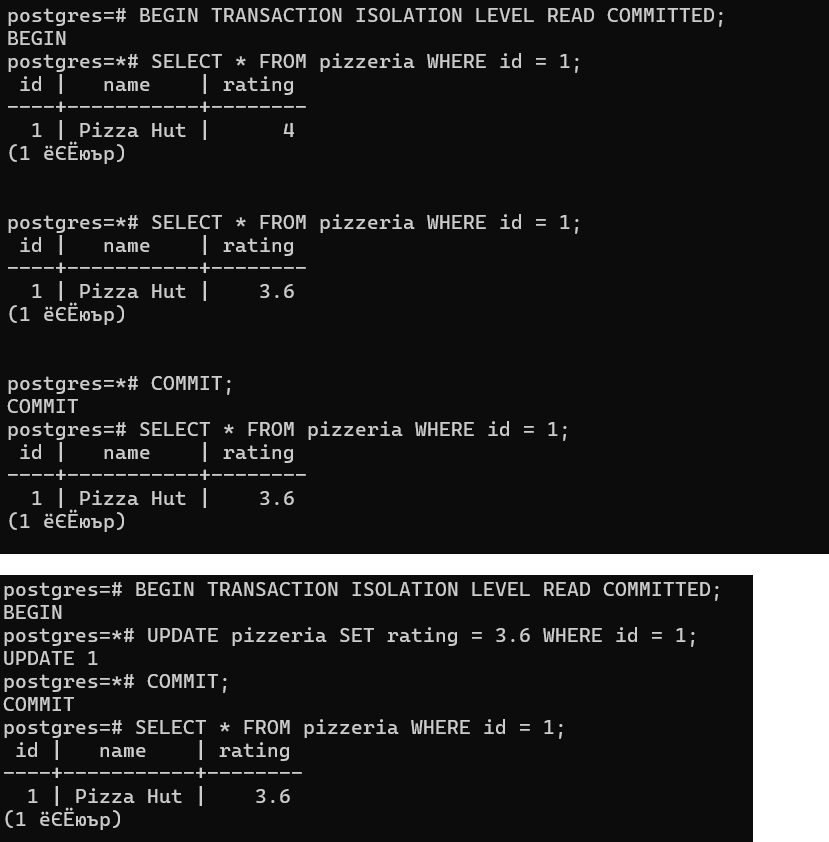 postgres=# BEGIN TRANSACTION ISOLATION LEVEL READ COMMITTED;
BEGIN
postgres=*# SELECT * FROM pizzeria WHERE id = 1;
 id |   name    | rating
----+-----------+--------
  1 | Pizza Hut |      4
(1 ёЄЁюър)
postgres=*# SELECT * FROM pizzeria WHERE id = 1;
 id |   name    | rating
----+-----------+--------
  1 | Pizza Hut |    3.6
(1 ёЄЁюър)
postgres=*# COMMIT;
COMMIT
postgres=# SELECT * FROM pizzeria WHERE id = 1;
 id |   name    | rating
----+-----------+--------
  1 | Pizza Hut |    3.6
(1 ёЄЁюър)
postgres=# BEGIN TRANSACTION ISOLATION LEVEL READ COMMITTED;
BEGIN
postgres=*# UPDATE pizzeria SET rating = 3.6 WHERE id = 1;
UPDATE 1
postgres=*# COMMIT;
COMMIT
postgres=# SELECT * FROM pizzeria WHERE id = 1;
 id |   name    | rating
----+-----------+--------
  1 | Pizza Hut |    3.6
(1 ёЄЁюър)